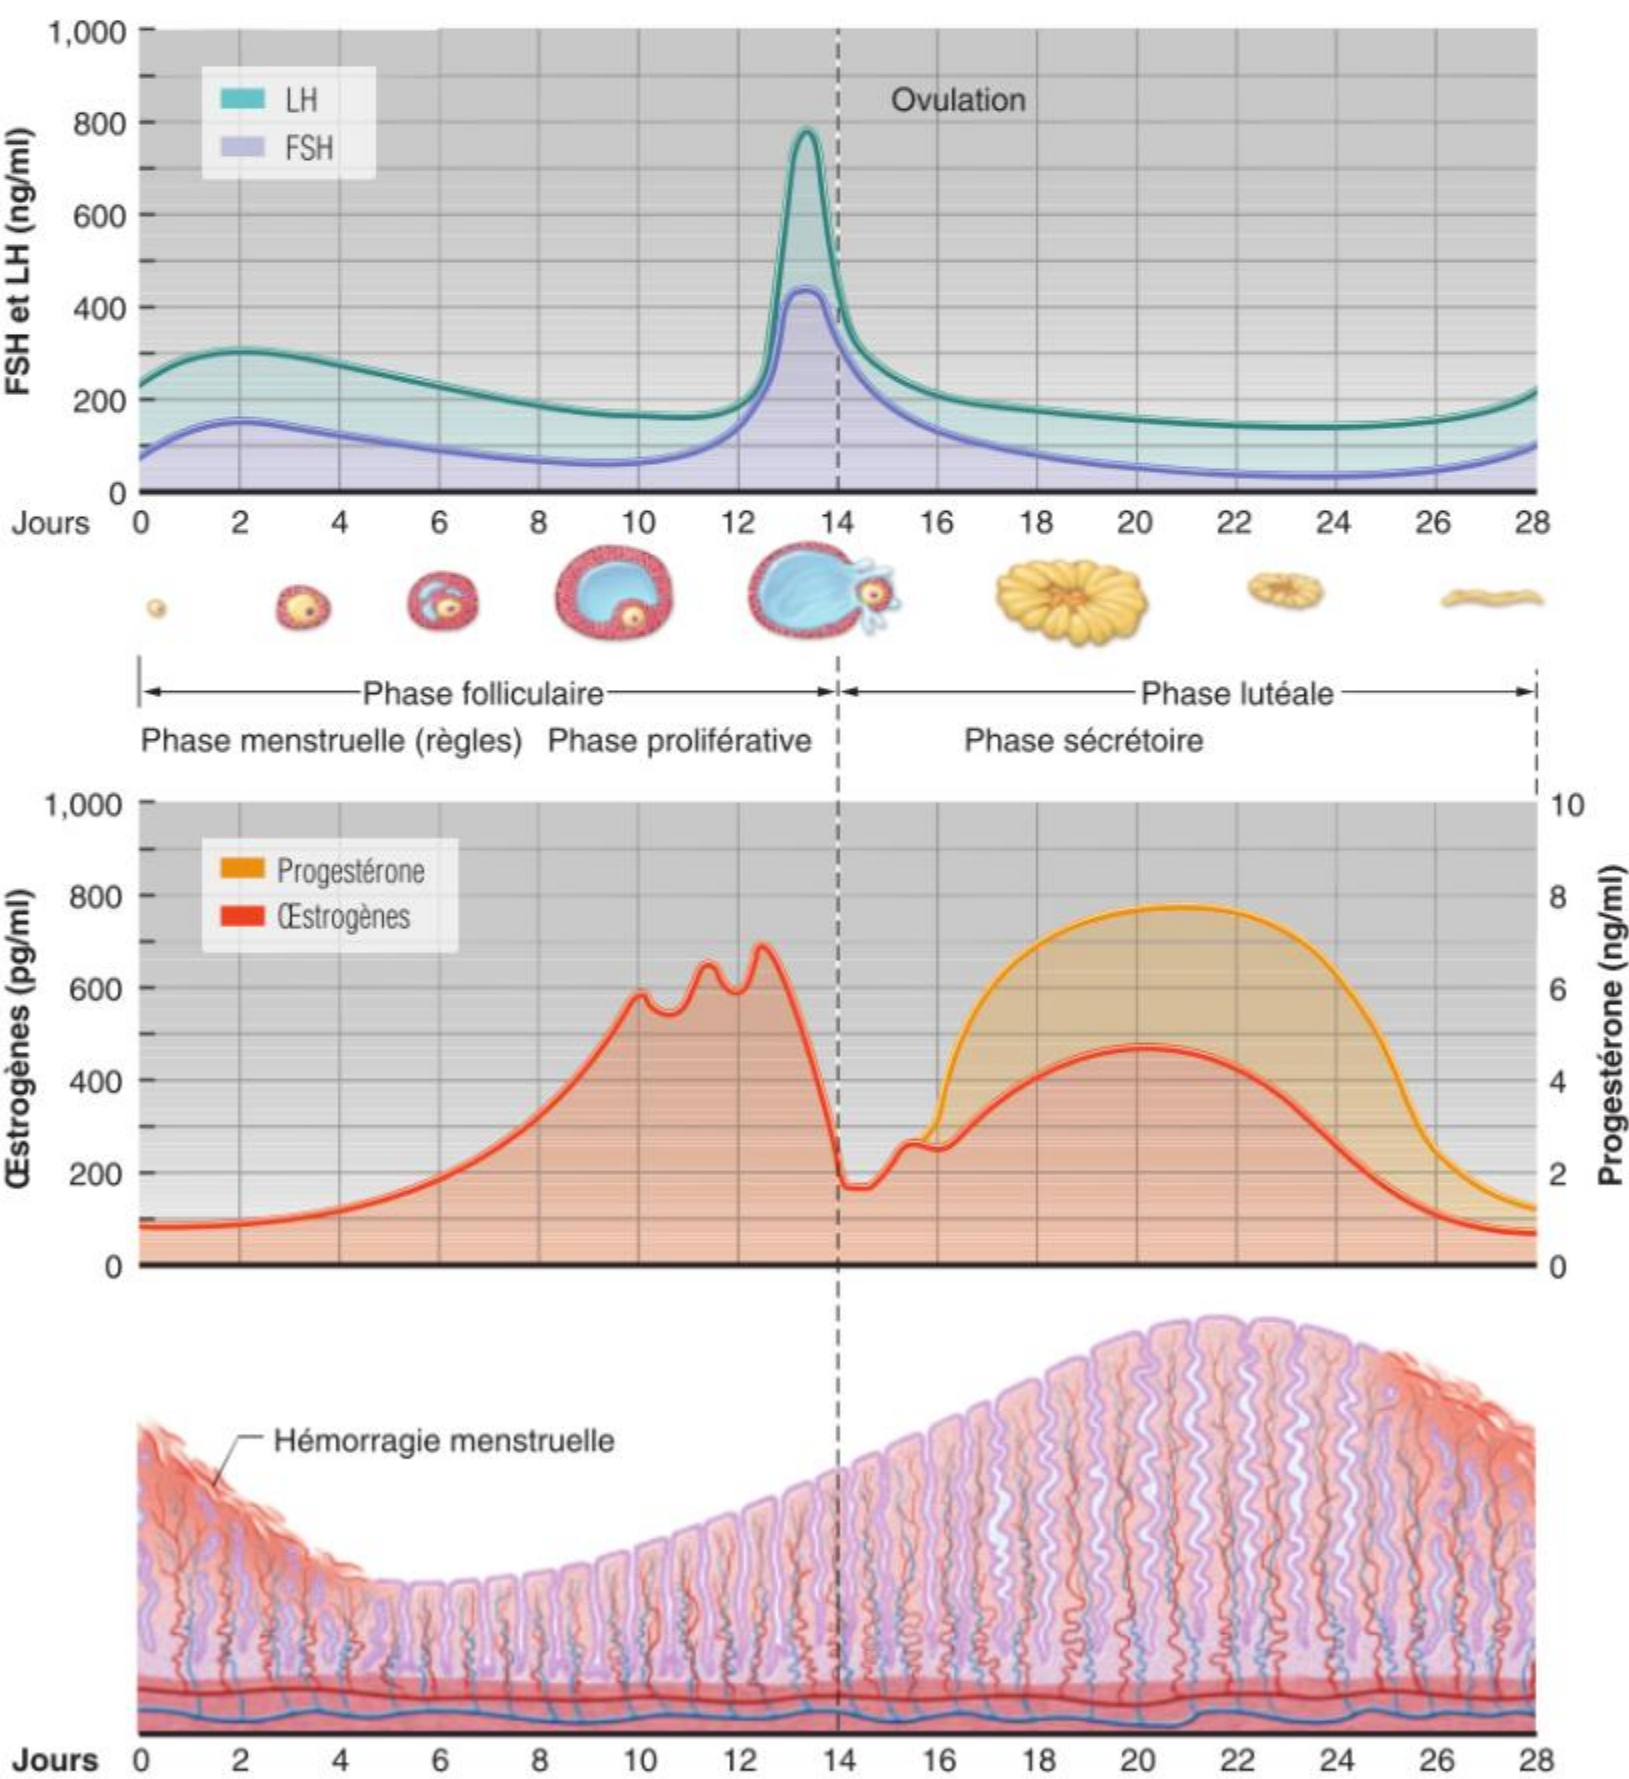 1,000
800
600
400
200
0
FSH et LH (ng/ml)
LH
FSH
Ovulation
Jours 0 2 4 6 8 10 12 14 16 18 20 22 24 26 28
Phase folliculaire Phase lutéale
Phase menstruelle (règles) Phase proliférative Phase sécrétoire
1,000
800
600
400
200
0
Œstrogènes (pg/ml)
Progestérone
Œstrogènes
10
8
6
4
2
0
Progestérone (ng/ml)
Hémorragie menstruelle
Jours 0 2 4 6 8 10 12 14 16 18 20 22 24 26 28